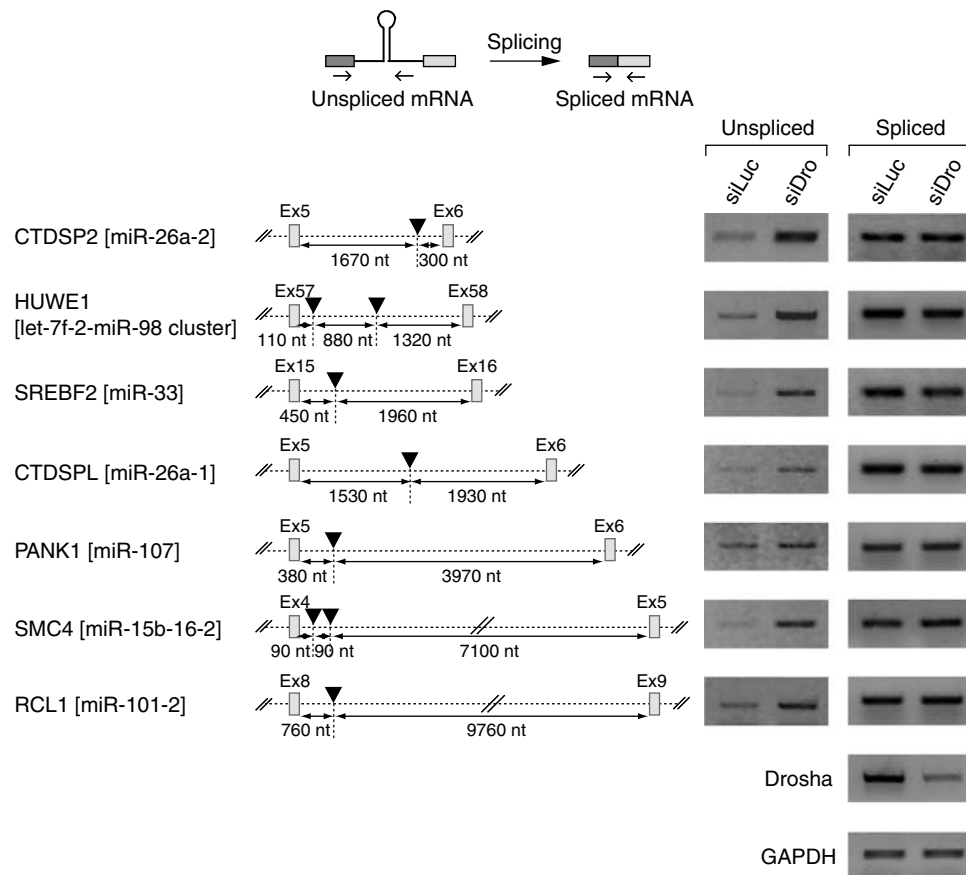 Splicing
Unspliced mRNA
Spliced mRNA
Unspliced
Spliced
siLuc
siDro
siLuc
siDro
CTDSP2 [miR-26a-2]
Ex5
Ex6
1670 nt
300 nt
HUWE1
[let-7f-2-miR-98 cluster]
Ex57
Ex58
110 nt
880 nt
1320 nt
SREBF2 [miR-33]
Ex15
Ex16
450 nt
1960 nt
CTDSPL [miR-26a-1]
Ex5
Ex6
1530 nt
1930 nt
PANK1 [miR-107]
Ex5
Ex6
380 nt
3970 nt
SMC4 [miR-15b-16-2]
Ex4
Ex5
90 nt
90 nt
7100 nt
RCL1 [miR-101-2]
Ex8
Ex9
760 nt
9760 nt
Drosha
GAPDH